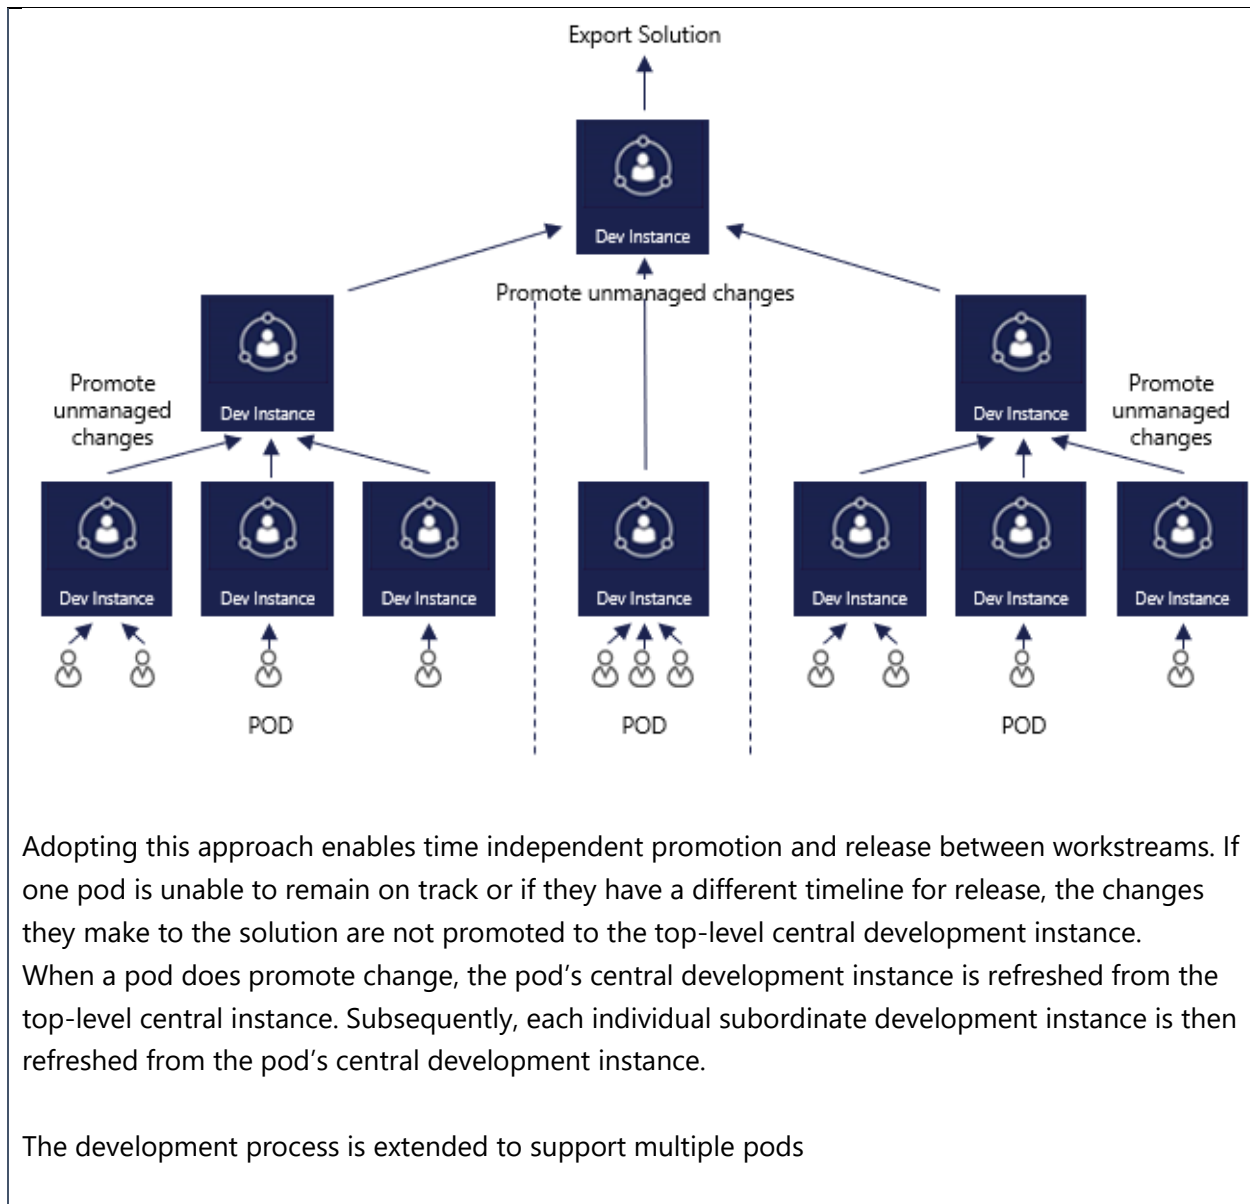 Export Solution
Dev Instance
Promote unmanaged changes
Dev Instance
Dev Instance
Promote
unmanaged
changes
Promote
unmanaged
changes
Dev Instance
Dev Instance
Dev Instance
Dev Instance
Dev Instance
Dev Instance
Dev Instance
POD
POD
POD
Adopting this approach enables time independent promotion and release between workstreams. If
one pod is unable to remain on track or if they have a different timeline for release, the changes
they make to the solution are not promoted to the top-level central development instance.
When a pod does promote change, the pod’s central development instance is refreshed from the
top-level central instance. Subsequently, each individual subordinate development instance is then
refreshed from the pod’s central development instance.
The development process is extended to support multiple pods